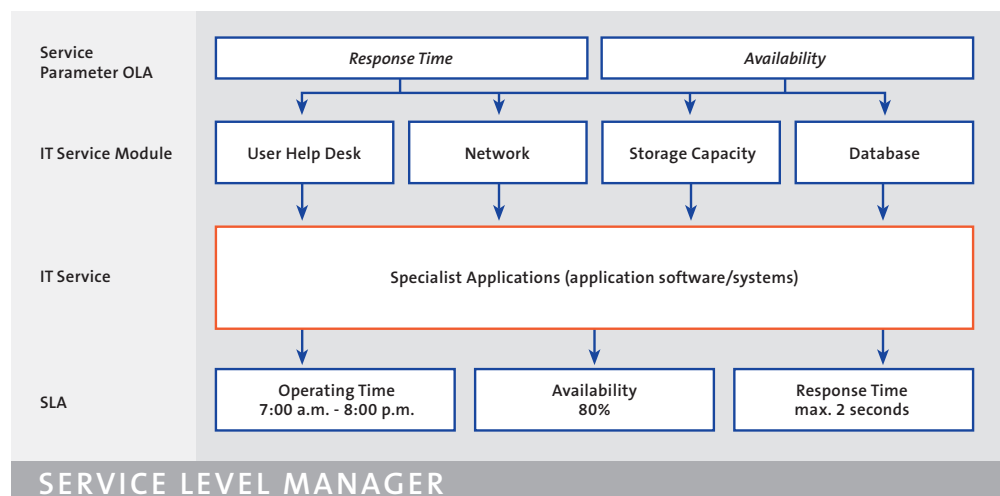 Service
Parameter OLA
Response Time
Availability
IT Service Module
User Help Desk
Network
Storage Capacity
Database
IT Service
Specialist Applications (application software/systems)
SLA
Operating Time
7:00 a.m. - 8:00 p.m.
Availability
80%
Response Time
max. 2 seconds
SERVICE LEVEL MANAGER